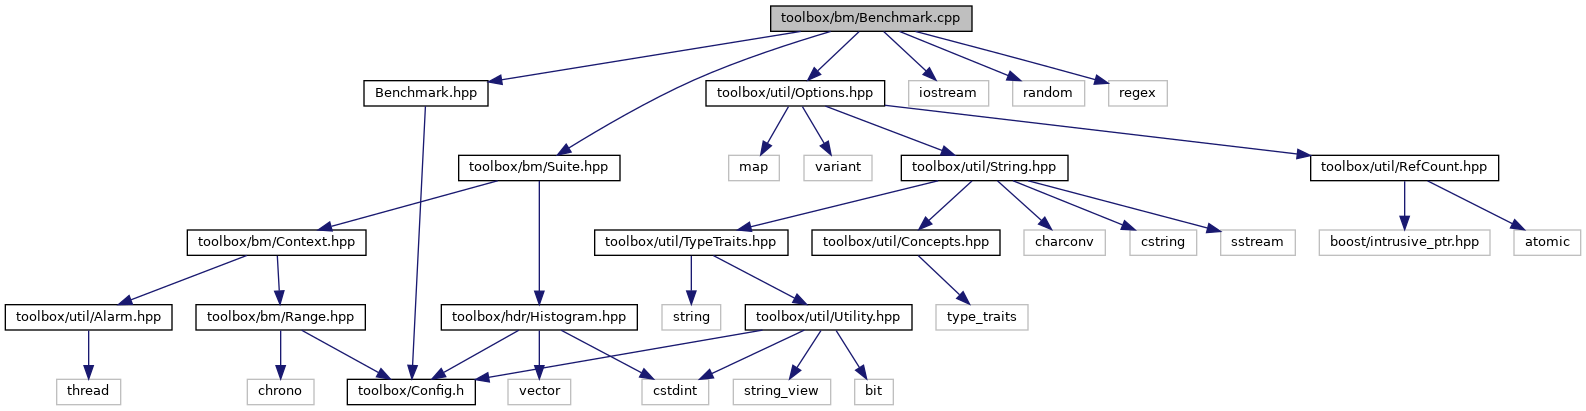 toolbox/bm/Benchmark.cpp
Benchmark.hpp
toolbox/util/Options.hpp
iostream
random
regex
toolbox/bm/Suite.hpp
map
variant
toolbox/util/String.hpp
toolbox/util/RefCount.hpp
toolbox/bm/Context.hpp
toolbox/util/TypeTraits.hpp
toolbox/util/Concepts.hpp
charconv
cstring
sstream
boost/intrusive_ptr.hpp
atomic
toolbox/util/Alarm.hpp
toolbox/bm/Range.hpp
toolbox/hdr/Histogram.hpp
string
toolbox/util/Utility.hpp
type_traits
thread
chrono
toolbox/Config.h
vector
cstdint
string_view
bit